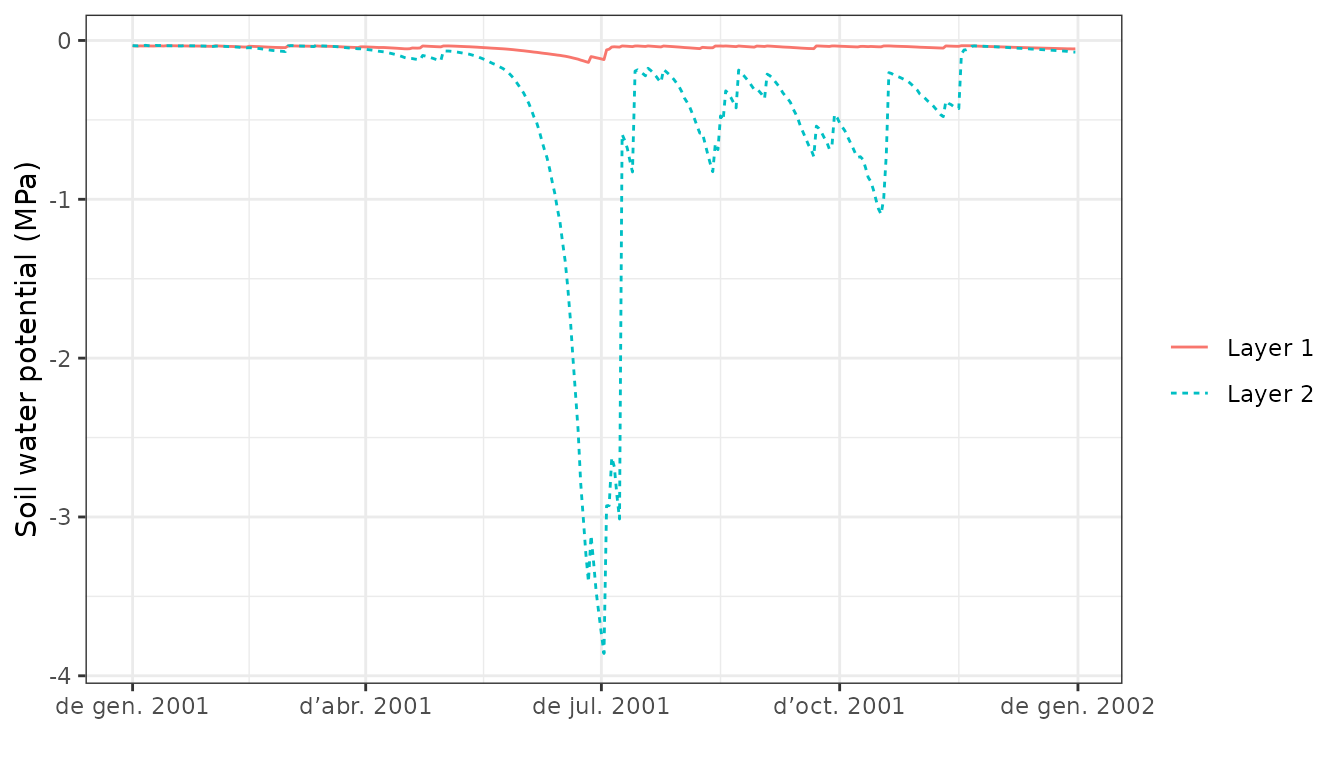 Soil water potential (MPa)
0
-1
-2
-3
-4
de gen. 2001
d’abr. 2001
de jul. 2001
d’oct. 2001
de gen. 2002
Layer 1
Layer 2